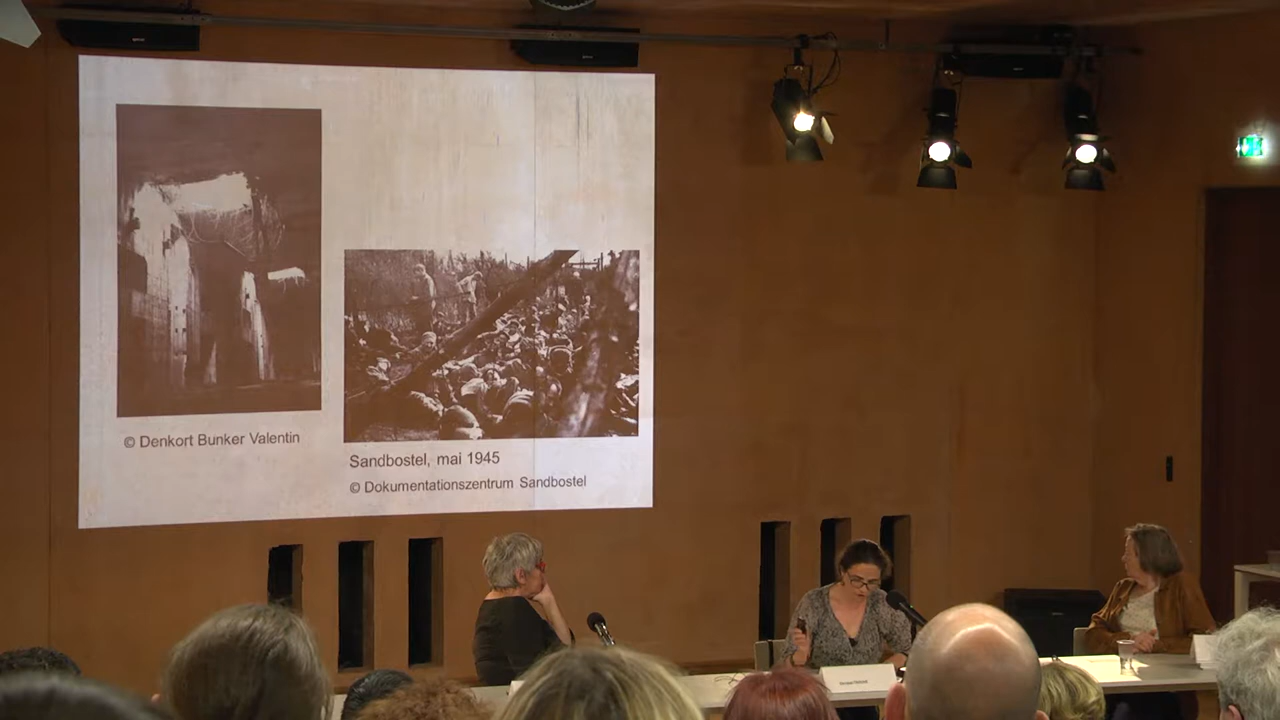 © Denkort Bunker Valentin
Sandbostel, mai 1945
© Dokumentationszentrum Sandbostel